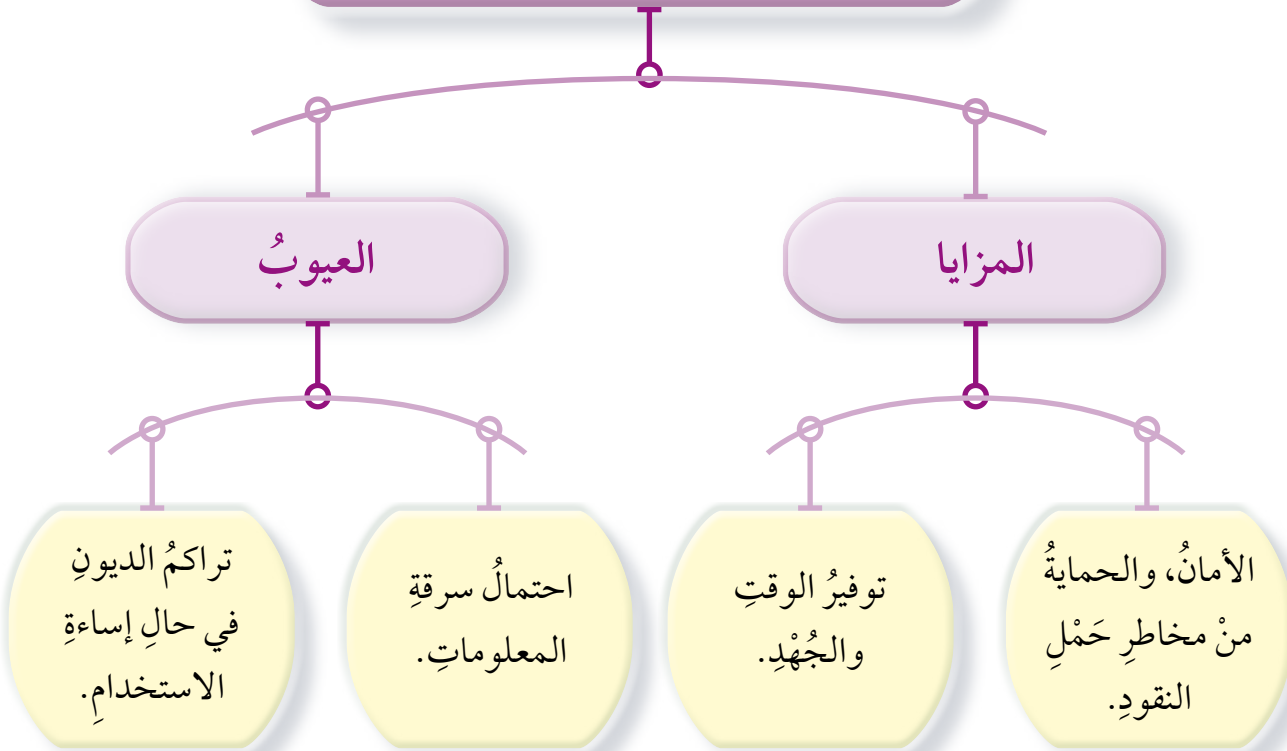 المزايا
العيوبُ
الأمانُ، والحمايةُ
منْ مخاطرِ حَمْلِ
النقودِ.
توفيرُ الوقتِ
والجُهْدِ.
احتمالُ سرقةِ
المعلوماتِ.
تراكمُ الديونِ
في حالِ إساءةِ
الاستخدامِ.